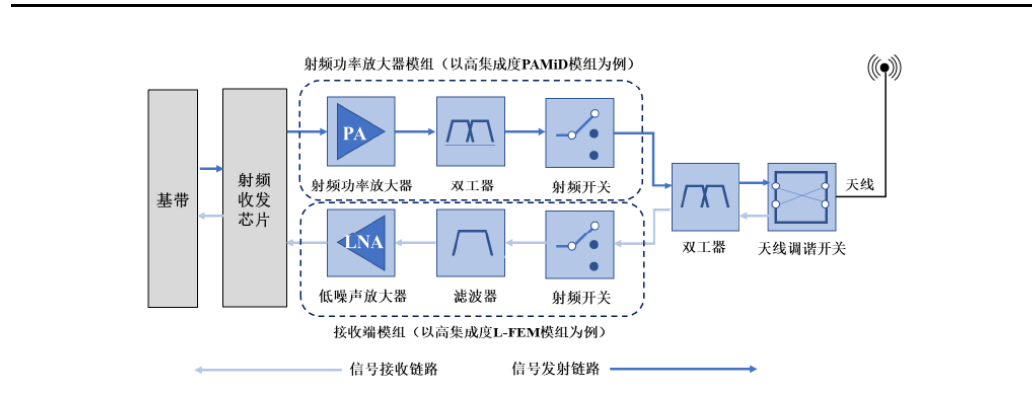 射频功率放大器模组（以高集成度PAMiD模组为例）
PA
射频功率放大器
双工器
射频开关
基带
射频
收发
芯片
LNA
低噪声放大器
滤波器
射频开关
双工器
天线调谐开关
天线
接收端模组（以高集成度L-FEM模组为例）
信号接收链路
信号发射链路